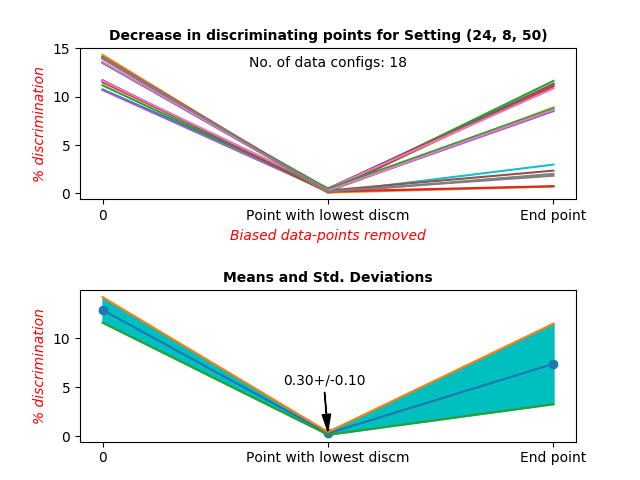 Decrease in discriminating points for Setting (24, 8, 50)
No. of data configs: 18
% discrimination
15
10
5
0
0 Point with lowest discm End point
Biased data-points removed
Means and Std. Deviations
% discrimination
10
5
0
0.30+/-0.10
0 Point with lowest discm End point